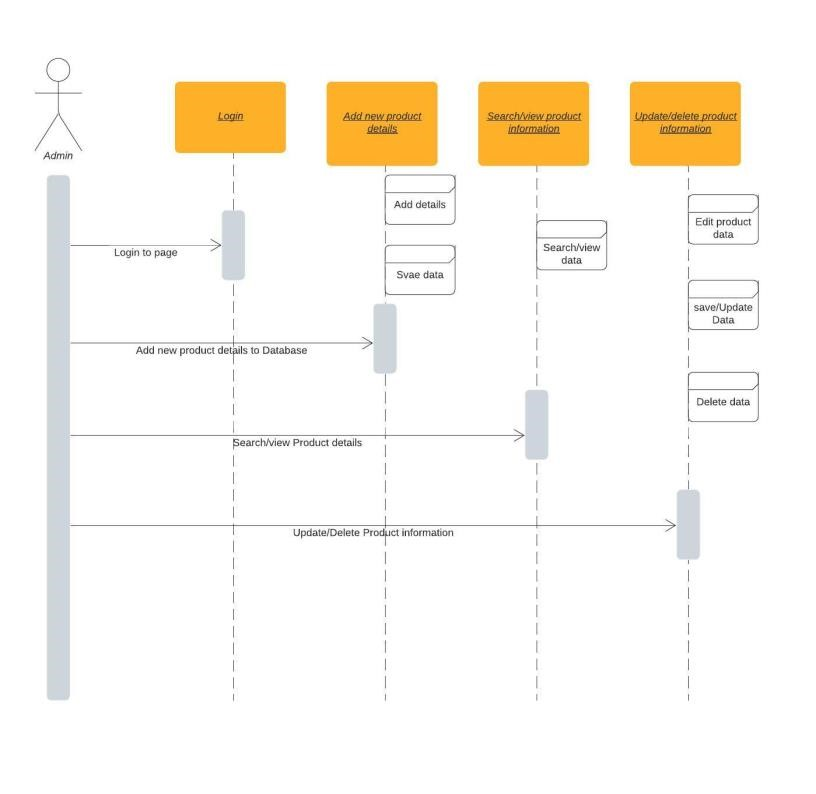 Admin
Login
Add new product
details
Search/view product
information
Update/delete product
information
Add details
Svae data
Search/view
data
Edit product
data
save/Update
Data
Delete data
Login to page
Add new product details to Database
Search/view Product details
Update/Delete Product information